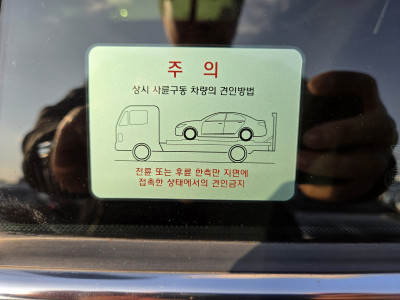 주 의
상시 사륜구동 차량의 견인방법
전륜 또는 후륜 한측만 지면에
접촉한 상태에서의 견인금지